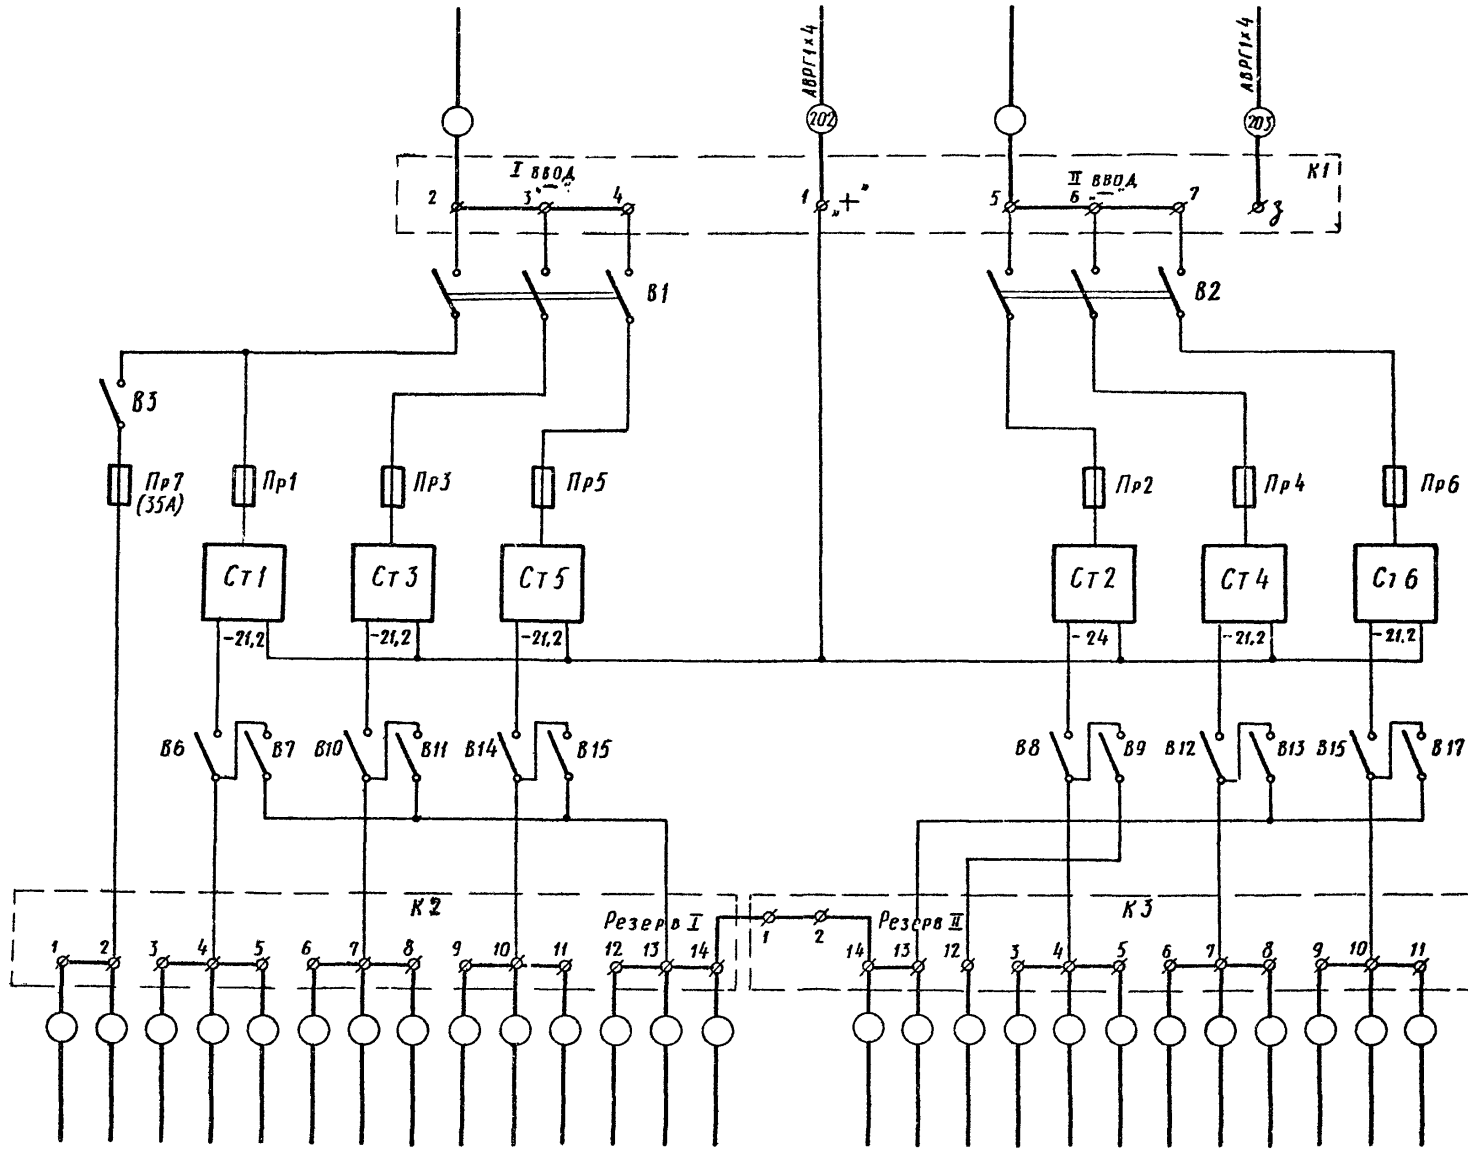 АВРГ1×4
АВРГ1×4
202
203
I ввод
„—“
II ввод
„—“
К1
2 3 4 1 „+” 5 6 7 З
В1
В2
В3
Пр7
(35А)
Пр1
Пр3
Пр5
Пр2
Пр4
Пр6
Ст1
Ст3
Ст5
Ст2
Ст4
Ст6
-21,2
-21,2
-21,2
-24
-21,2
-21,2
В6 В7 В10 В11 В14 В15 В8 В9 В12 В13 В15 В17
К2
Резерв I
Резерв II
К3
1 2
1 2 3 4 5 6 7 8 9 10 11 12 13 14 14 13 12 3 4 5 6 7 8 9 10 11